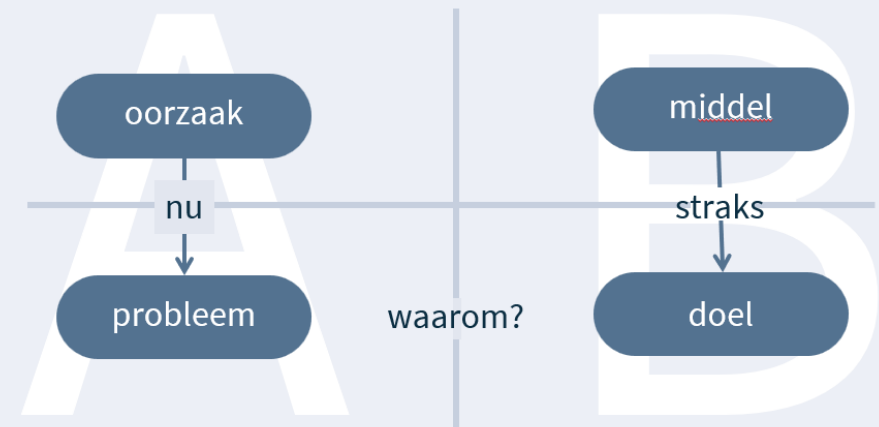 A
B
oorzaak
middel
nu
straks
probleem
waarom?
doel